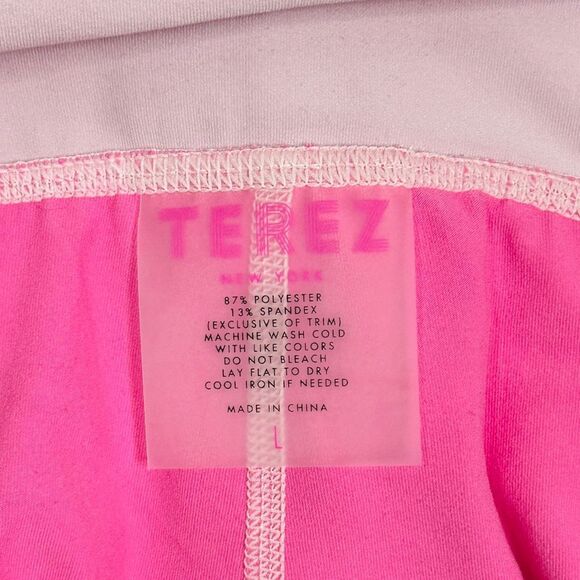 TEREZ
NEW YORK
87% POLYESTER
13% SPANDEX
(EXCLUSIVE OF TRIM)
MACHINE WASH COLD
WITH LIKE COLORS
DO NOT BLEACH
LAY FLAT TO DRY
COOL IRON IF NEEDED
MADE IN CHINA
L